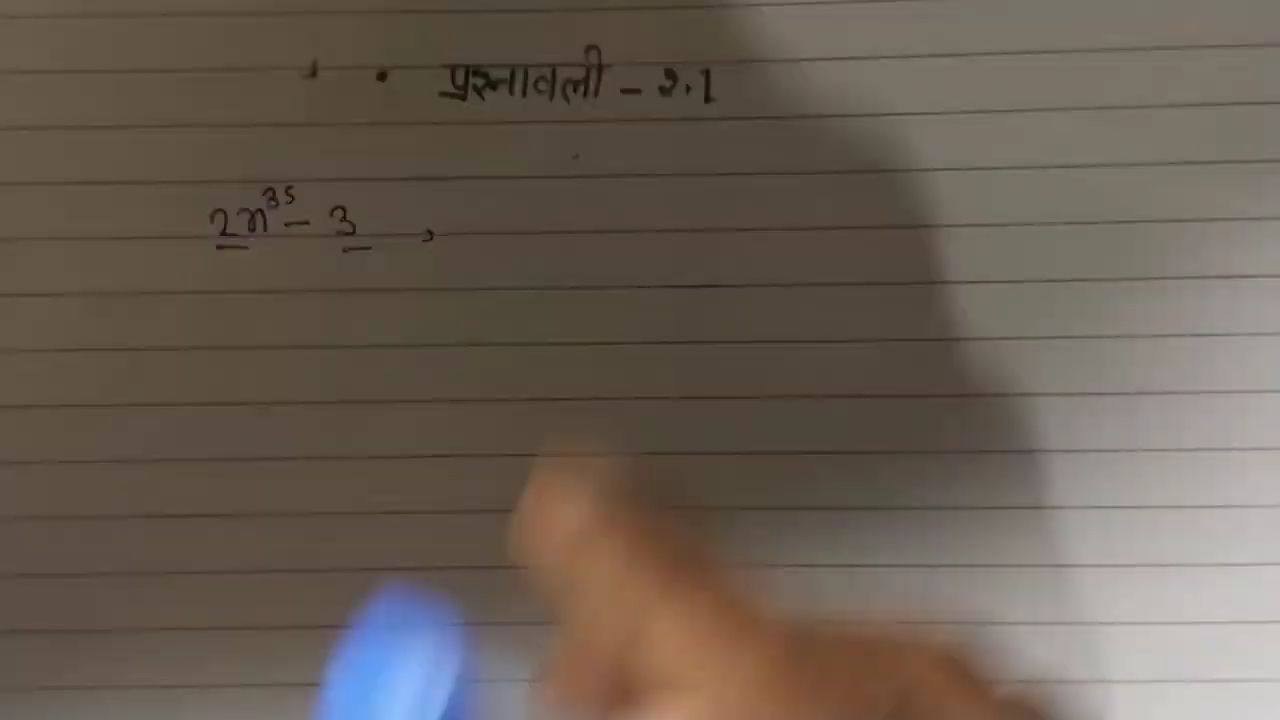 प्रश्नावली - 2.1
2x³⁵ - 3 ,